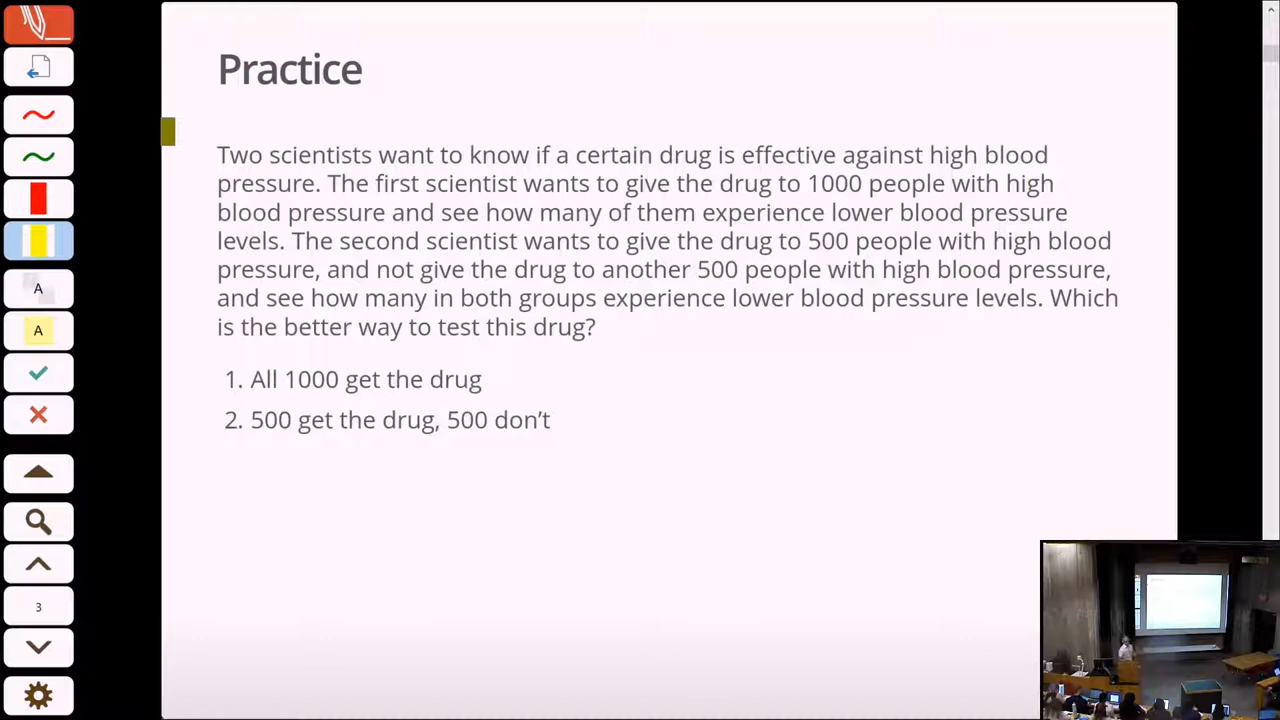 Practice
Two scientists want to know if a certain drug is effective against high blood
pressure. The first scientist wants to give the drug to 1000 people with high
blood pressure and see how many of them experience lower blood pressure
levels. The second scientist wants to give the drug to 500 people with high blood
pressure, and not give the drug to another 500 people with high blood pressure,
and see how many in both groups experience lower blood pressure levels. Which
is the better way to test this drug?
1. All 1000 get the drug
2. 500 get the drug, 500 don’t
A
A
3